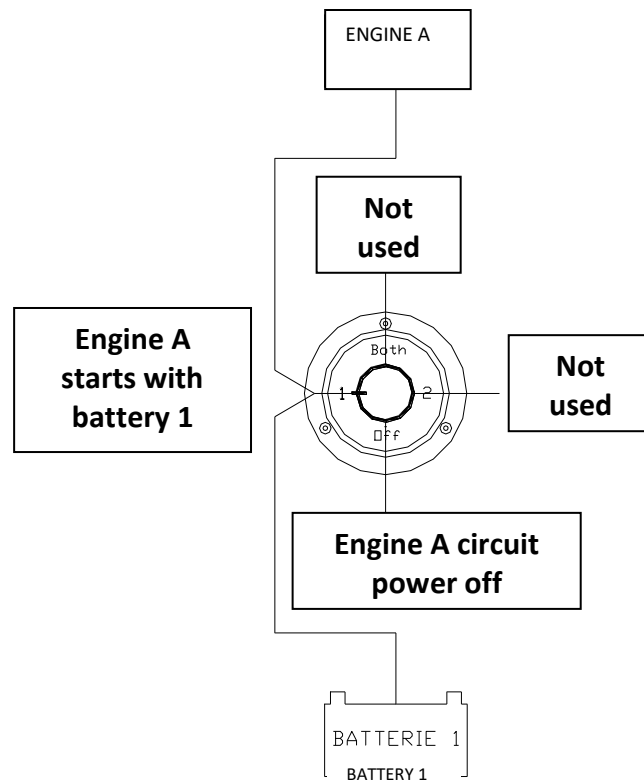 ENGINE A
Not
used
Engine A
starts with
battery 1
Both
1
2
Off
Not
used
Engine A circuit
power off
BATTERIE 1
BATTERY 1